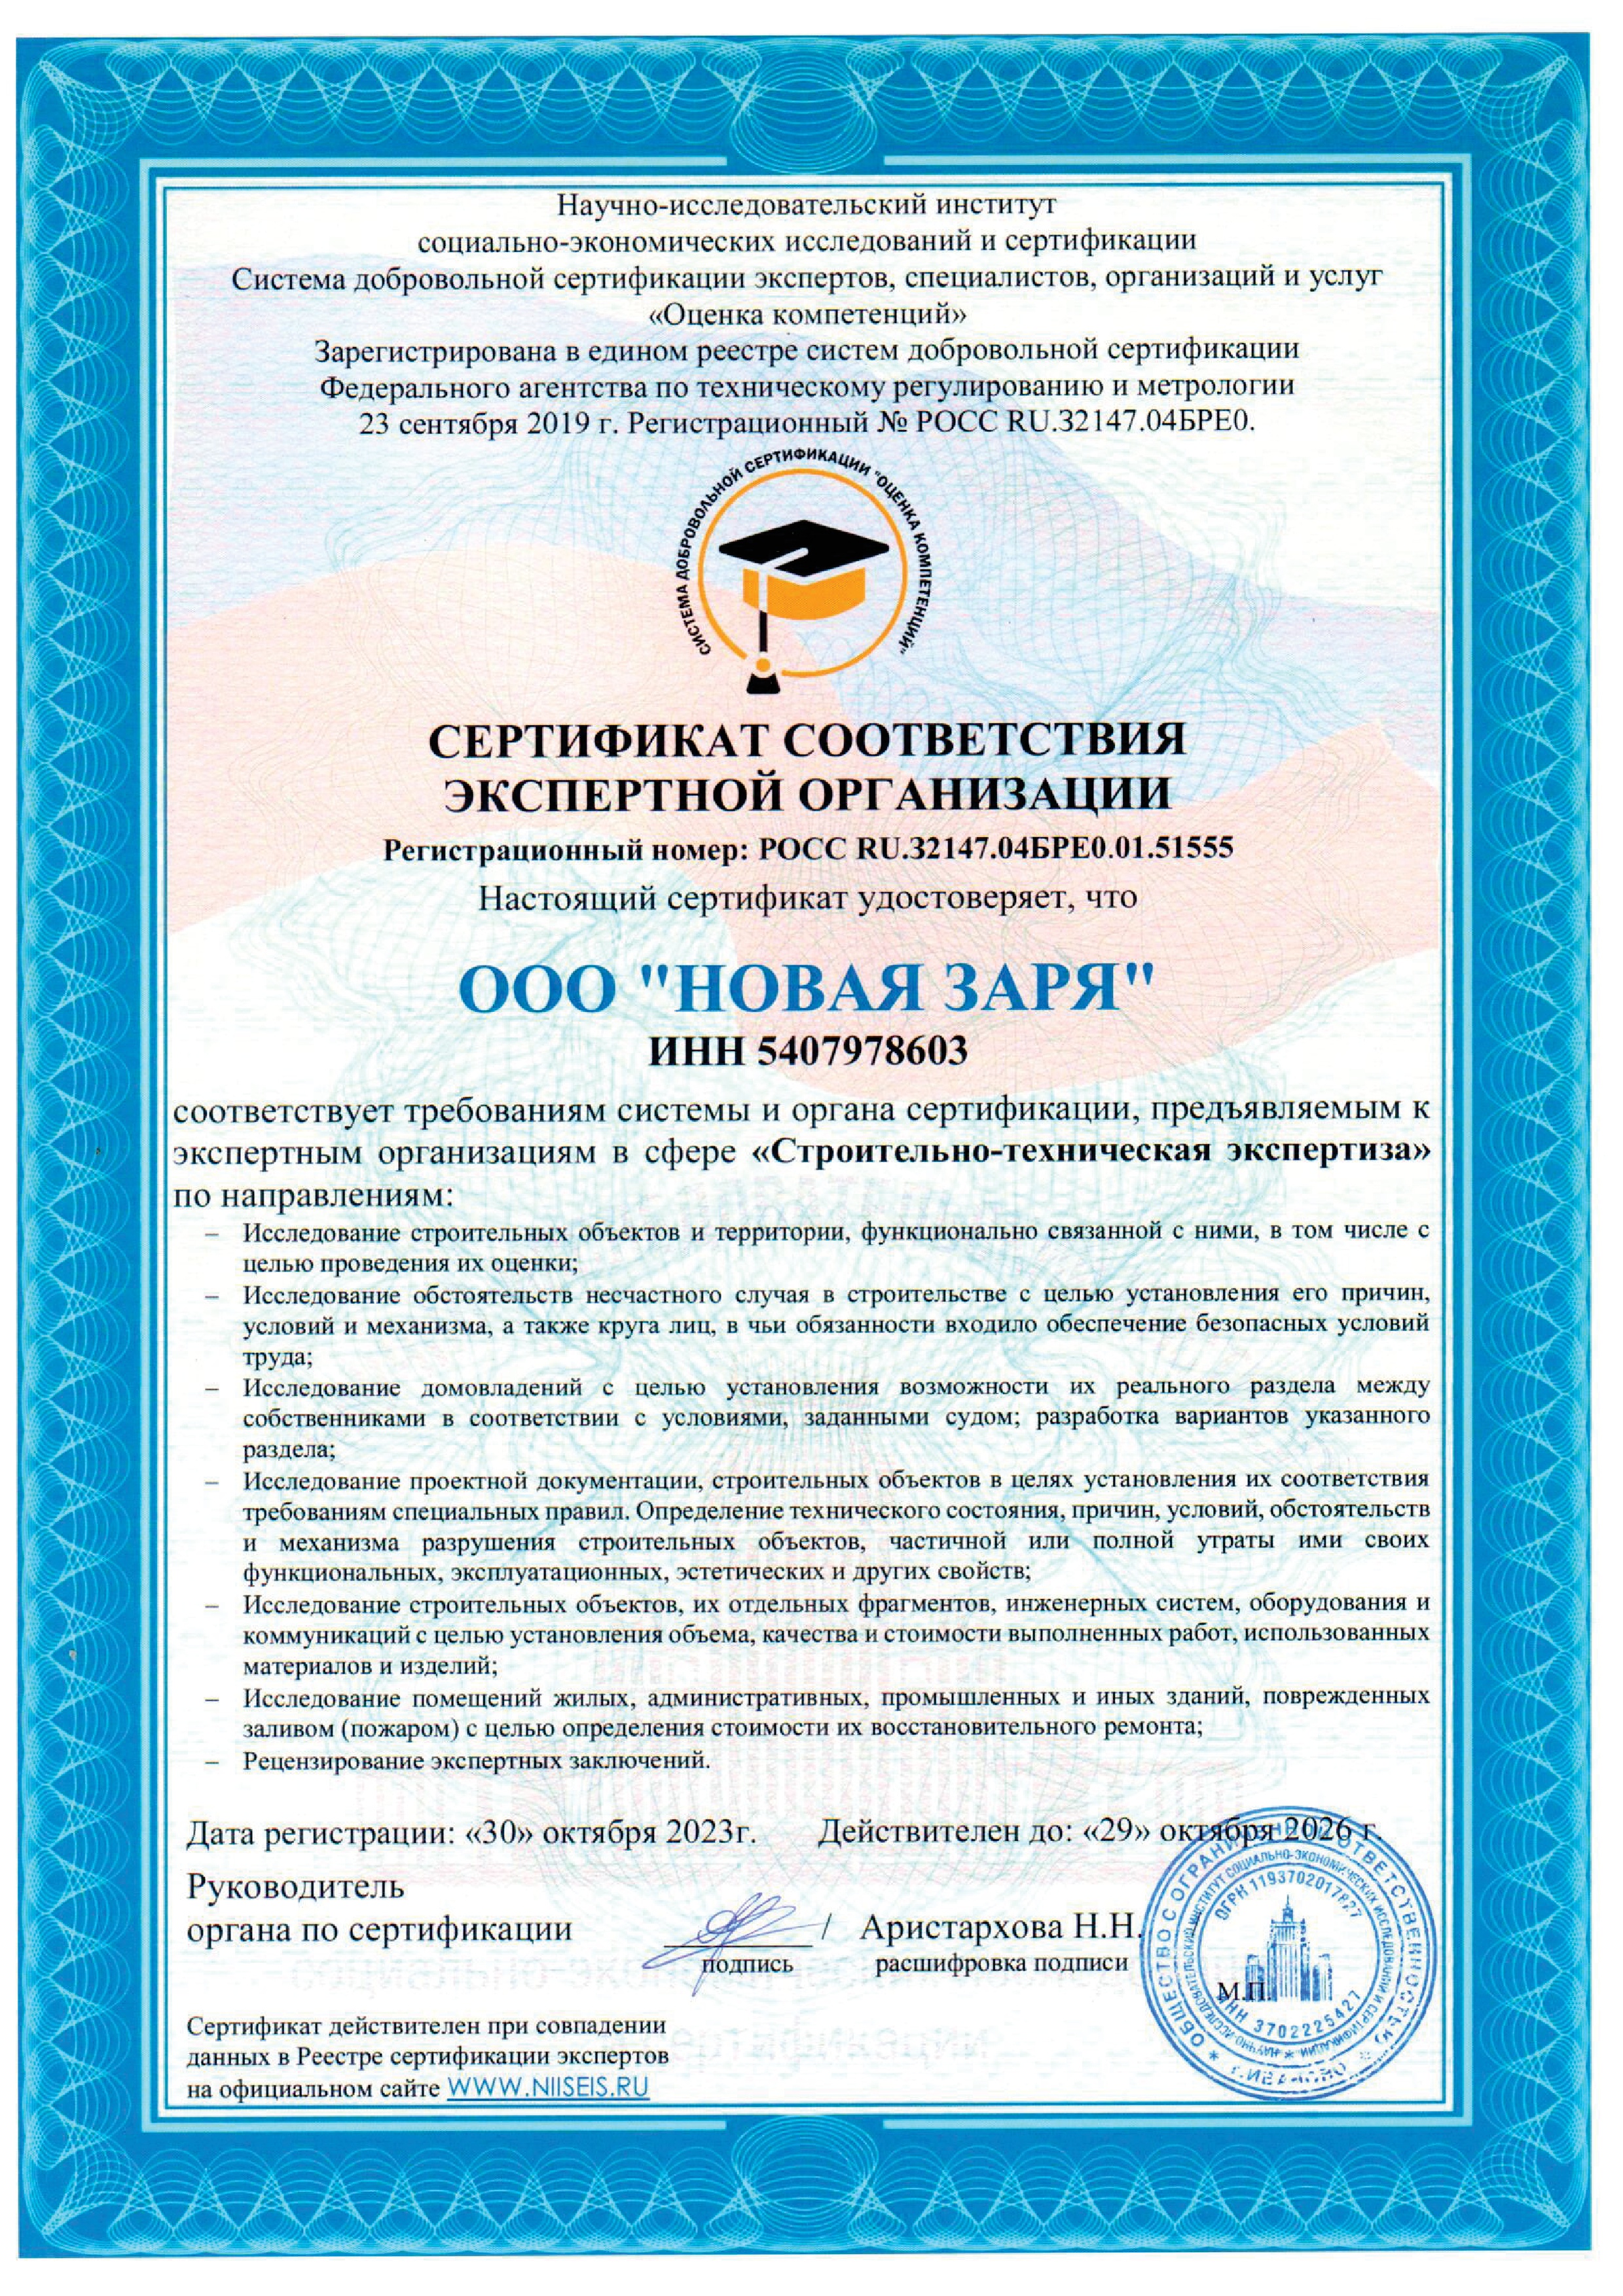 Научно-исследовательский институт
социально-экономических исследований и сертификации
Система добровольной сертификации экспертов, специалистов, организаций и услуг
«Оценка компетенций»
Зарегистрирована в едином реестре систем добровольной сертификации
Федерального агентства по техническому регулированию и метрологии
23 сентября 2019 г. Регистрационный № РОСС RU.32147.04БРЕ0.
СИСТЕМА ДОБРОВОЛЬНОЙ СЕРТИФИКАЦИИ "ОЦЕНКА КОМПЕТЕНЦИЙ"
СЕРТИФИКАТ СООТВЕТСТВИЯ
ЭКСПЕРТНОЙ ОРГАНИЗАЦИИ
Регистрационный номер: РОСС RU.32147.04БРЕ0.01.51555
Настоящий сертификат удостоверяет, что
ООО "НОВАЯ ЗАРЯ"
ИНН 5407978603
соответствует требованиям системы и органа сертификации, предъявляемым к
экспертным организациям в сфере «Строительно-техническая экспертиза»
по направлениям:
– Исследование строительных объектов и территории, функционально связанной с ними, в том числе с
целью проведения их оценки;
– Исследование обстоятельств несчастного случая в строительстве с целью установления его причин,
условий и механизма, а также круга лиц, в чьи обязанности входило обеспечение безопасных условий
труда;
– Исследование домовладений с целью установления возможности их реального раздела между
собственниками в соответствии с условиями, заданными судом; разработка вариантов указанного
раздела;
– Исследование проектной документации, строительных объектов в целях установления их соответствия
требованиям специальных правил. Определение технического состояния, причин, условий, обстоятельств
и механизма разрушения строительных объектов, частичной или полной утраты ими своих
функциональных, эксплуатационных, эстетических и других свойств;
– Исследование строительных объектов, их отдельных фрагментов, инженерных систем, оборудования и
коммуникаций с целью установления объема, качества и стоимости выполненных работ, использованных
материалов и изделий;
– Исследование помещений жилых, административных, промышленных и иных зданий, поврежденных
заливом (пожаром) с целью определения стоимости их восстановительного ремонта;
– Рецензирование экспертных заключений.
Дата регистрации: «30» октября 2023г. Действителен до: «29» октября 2026 г.
Руководитель
органа по сертификации / Аристархова Н.Н.
подпись расшифровка подписи
М.П.
ОБЩЕСТВО С ОГРАНИЧЕННОЙ ОТВЕТСТВЕННОСТЬЮ
* г. ИВАНОВО *
НАУЧНО-ИССЛЕДОВАТЕЛЬСКИЙ ИНСТИТУТ СОЦИАЛЬНО-ЭКОНОМИЧЕСКИХ ИССЛЕДОВАНИЙ И СЕРТИФИКАЦИИ *
ОГРН 1193702017827
ИНН 3702225427
Сертификат действителен при совпадении
данных в Реестре сертификации экспертов
на официальном сайте WWW.NIISEIS.RU